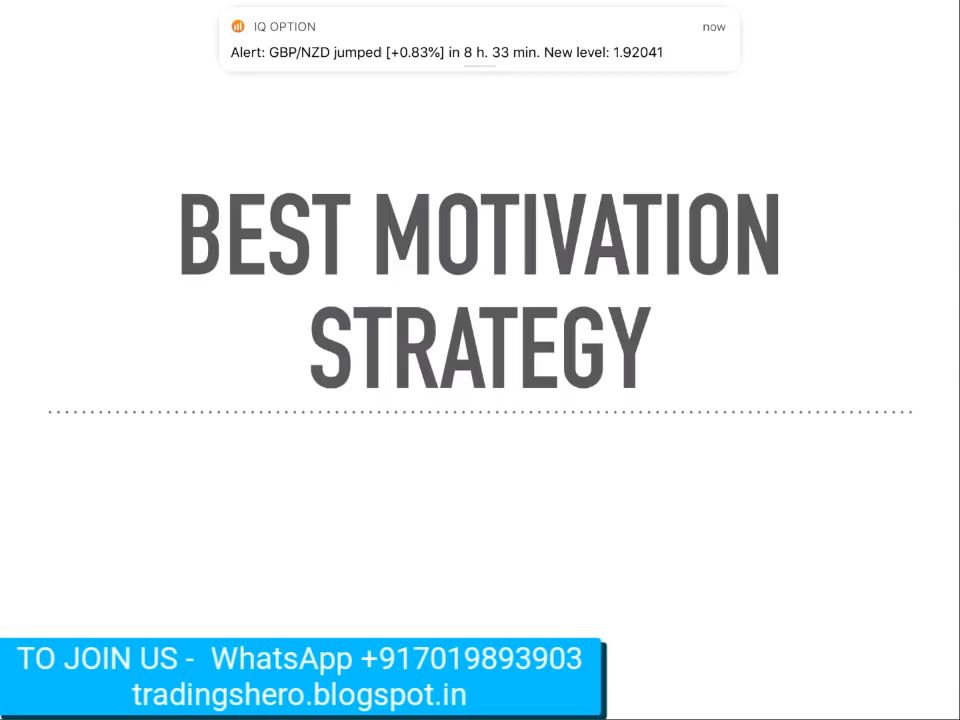 IQ OPTION now
Alert: GBP/NZD jumped [+0.83%] in 8 h. 33 min. New level: 1.92041
BEST MOTIVATION
STRATEGY
TO JOIN US - WhatsApp +917019893903
tradingshero.blogspot.in